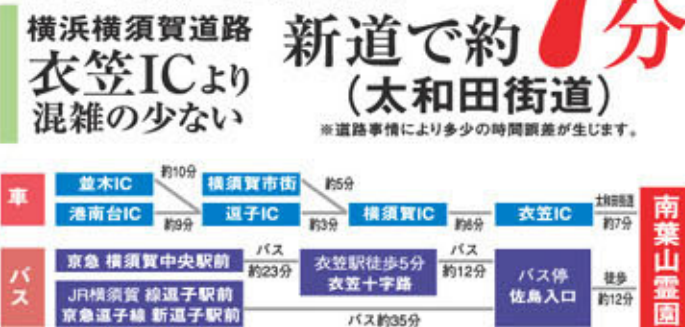 横浜横須賀道路
衣笠ICより
混雑の少ない
新道で約7分
(太和田街道)
※道路事情により多少の時間誤差が生じます。
車
並木IC
約10分
横須賀市街
約5分
港南台IC
約9分
逗子IC
約3分
横須賀IC
約6分
衣笠IC
太和田街道
約7分
南葉山霊園
バス
京急 横須賀中央駅前
バス
約23分
衣笠駅徒歩5分
衣笠十字路
バス
約12分
バス停
佐島入口
徒歩
約12分
JR横須賀 線逗子駅前
京急逗子線 新逗子駅前
バス約35分